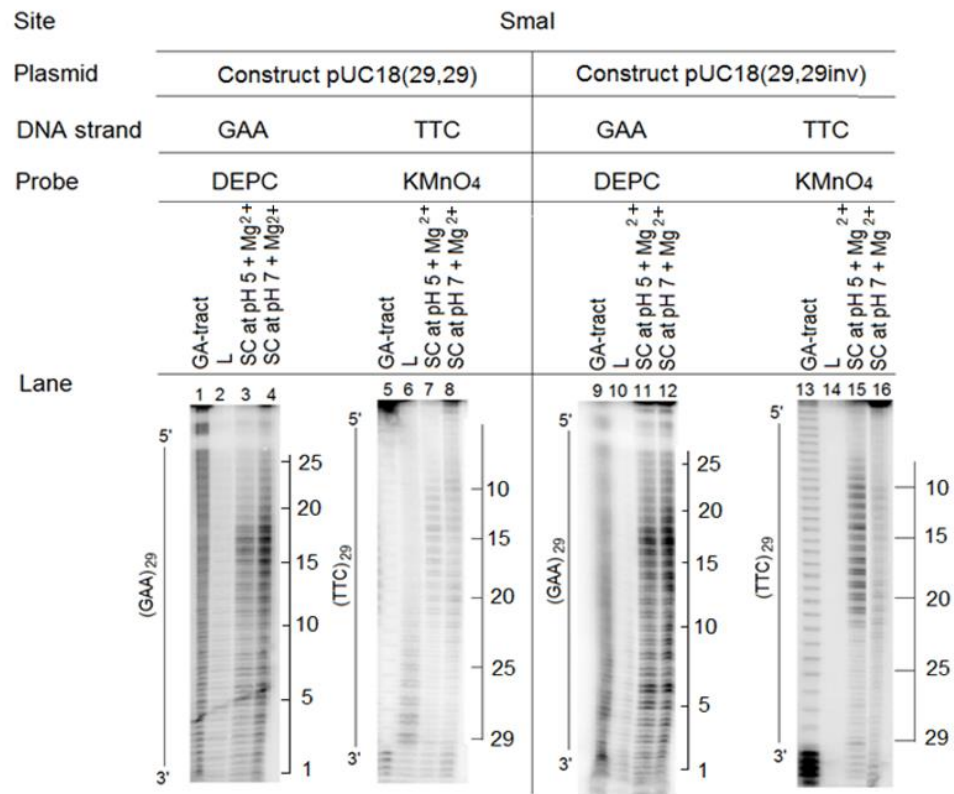 Site SmaI
Plasmid Construct pUC18(29,29) Construct pUC18(29,29inv)
DNA strand GAA TTC GAA TTC
Probe DEPC KMnO4 DEPC KMnO4
GA-tract
L
SC at pH 5 + Mg2+
SC at pH 7 + Mg2+
GA-tract
L
SC at pH 5 + Mg2+
SC at pH 7 + Mg2+
GA-tract
L
SC at pH 5 + Mg2+
SC at pH 7 + Mg2+
GA-tract
L
SC at pH 5 + Mg2+
SC at pH 7 + Mg2+
Lane 1 2 3 4 5 6 7 8 9 10 11 12 13 14 15 16
5'
(GAA)29
3'
25
20
15
10
5
1
5'
(TTC)29
3'
10
15
20
25
29
5'
(GAA)29
3'
25
20
15
10
5
1
5'
(TTC)29
3'
10
15
20
25
29